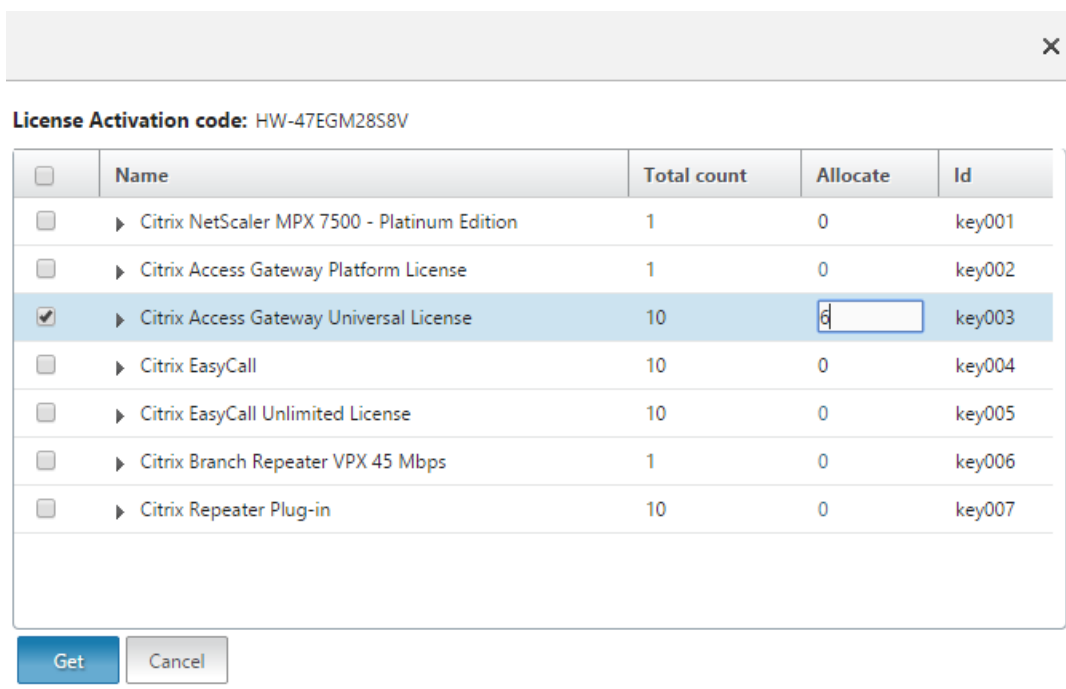 License Activation code: HW-47EGM28S8V
Name Total count Allocate Id
Citrix NetScaler MPX 7500 - Platinum Edition 1 0 key001
Citrix Access Gateway Platform License 1 0 key002
Citrix Access Gateway Universal License 10 6 key003
Citrix EasyCall 10 0 key004
Citrix EasyCall Unlimited License 10 0 key005
Citrix Branch Repeater VPX 45 Mbps 1 0 key006
Citrix Repeater Plug-in 10 0 key007
Get Cancel